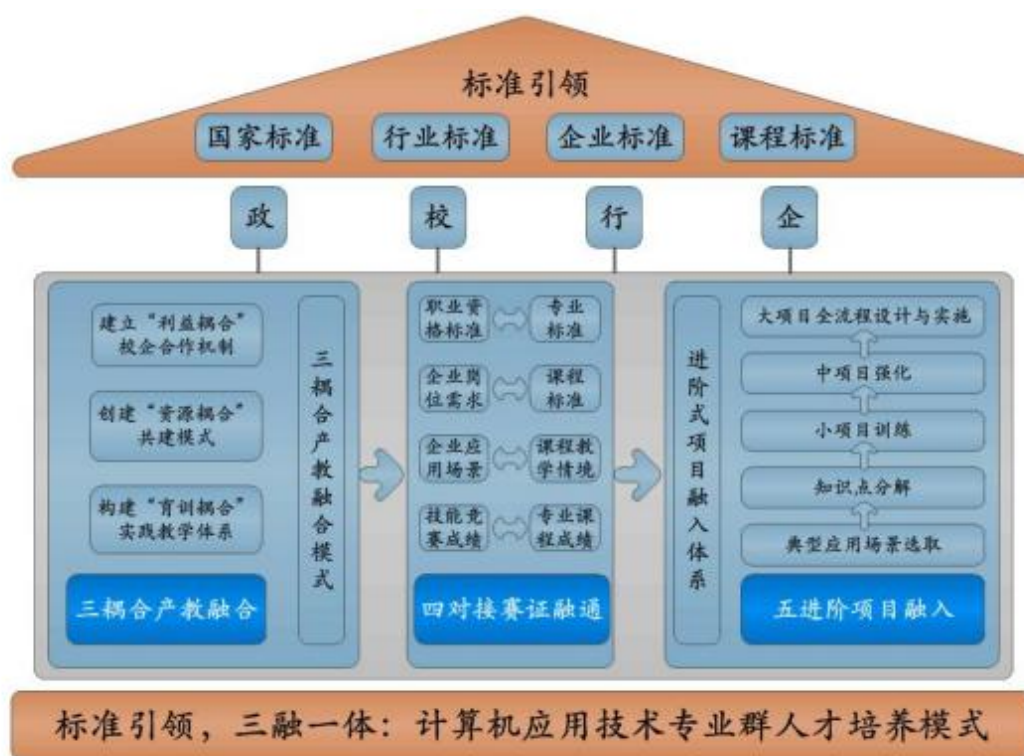 标准引领
国家标准 行业标准 企业标准 课程标准
政 校 行 企
建立“利益耦合”
校企合作机制
创建“资源耦合”
共建模式
构建“育训耦合”
实践教学体系
三耦合产教融合
三耦合产教融合模式
职业资
格标准
专业
标准
企业岗
位需求
课程
标准
企业应
用场景
课程教
学情境
技能竞
赛成绩
专业课
程成绩
四对接赛证融通
进阶式项目融入体系
大项目全流程设计与实施
中项目强化
小项目训练
知识点分解
典型应用场景选取
五进阶项目融入
标准引领，三融一体：计算机应用技术专业群人才培养模式